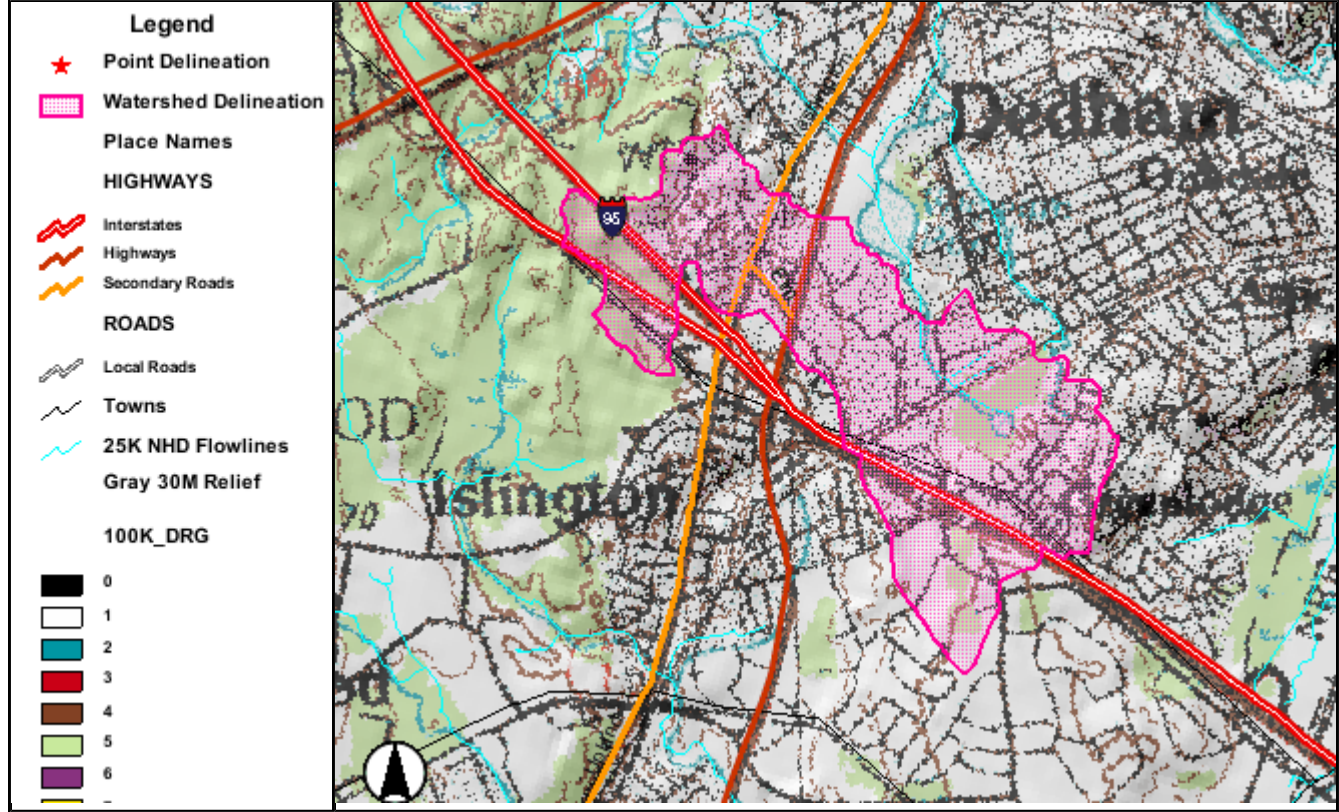 Legend
Point Delineation
Watershed Delineation
Place Names
HIGHWAYS
Interstates
Highways
Secondary Roads
ROADS
Local Roads
Towns
25K NHD Flowlines
Gray 30M Relief
100K_DRG
0
1
2
3
4
5
6
Dedham
95
Islington